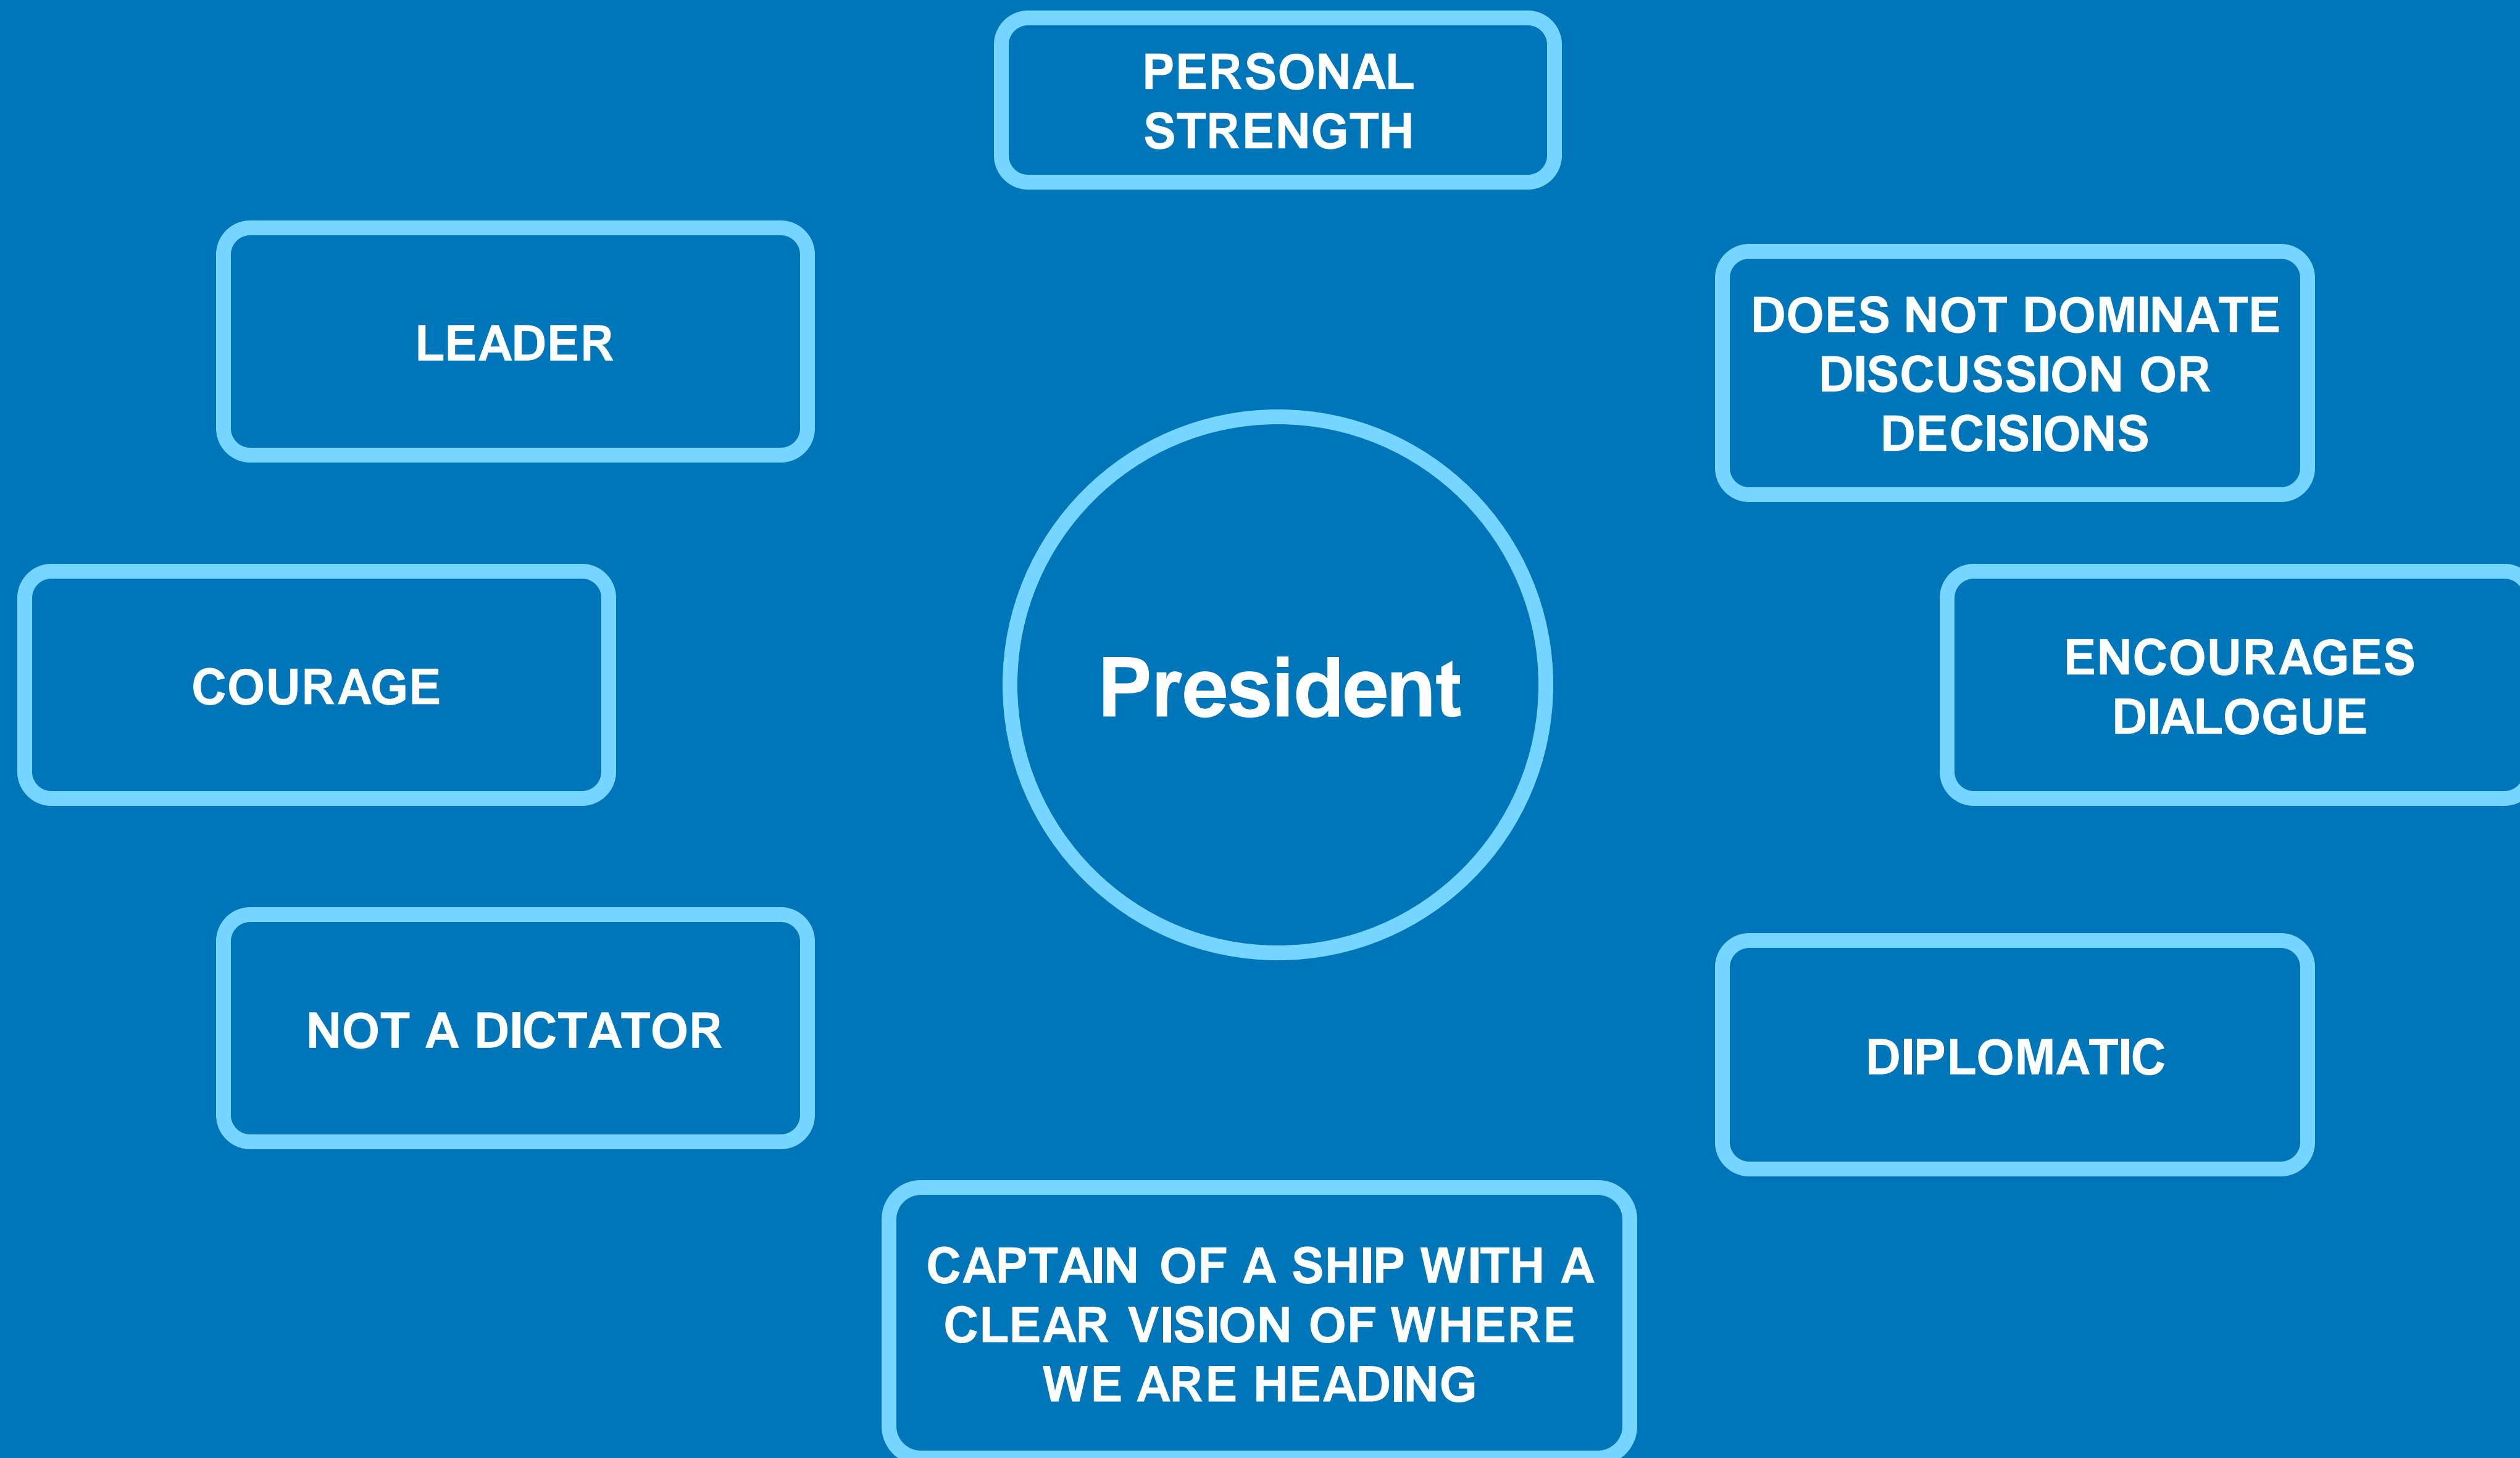 PERSONAL
STRENGTH
LEADER
DOES NOT DOMINATE
DISCUSSION OR
DECISIONS
COURAGE
President
ENCOURAGES
DIALOGUE
NOT A DICTATOR
DIPLOMATIC
CAPTAIN OF A SHIP WITH A
CLEAR VISION OF WHERE
WE ARE HEADING